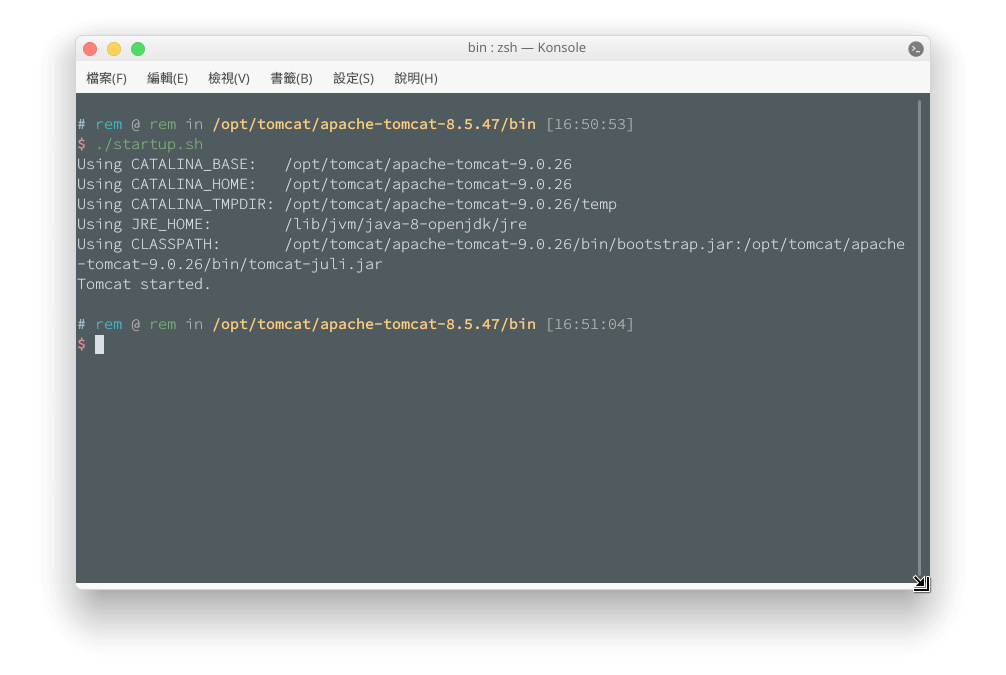 bin : zsh — Konsole
檔案(F) 編輯(E) 檢視(V) 書籤(B) 設定(S) 說明(H)
# rem @ rem in /opt/tomcat/apache-tomcat-8.5.47/bin [16:50:53]
$ ./startup.sh
Using CATALINA_BASE:   /opt/tomcat/apache-tomcat-9.0.26
Using CATALINA_HOME:   /opt/tomcat/apache-tomcat-9.0.26
Using CATALINA_TMPDIR: /opt/tomcat/apache-tomcat-9.0.26/temp
Using JRE_HOME:        /lib/jvm/java-8-openjdk/jre
Using CLASSPATH:       /opt/tomcat/apache-tomcat-9.0.26/bin/bootstrap.jar:/opt/tomcat/apache
-tomcat-9.0.26/bin/tomcat-juli.jar
Tomcat started.
# rem @ rem in /opt/tomcat/apache-tomcat-8.5.47/bin [16:51:04]
$